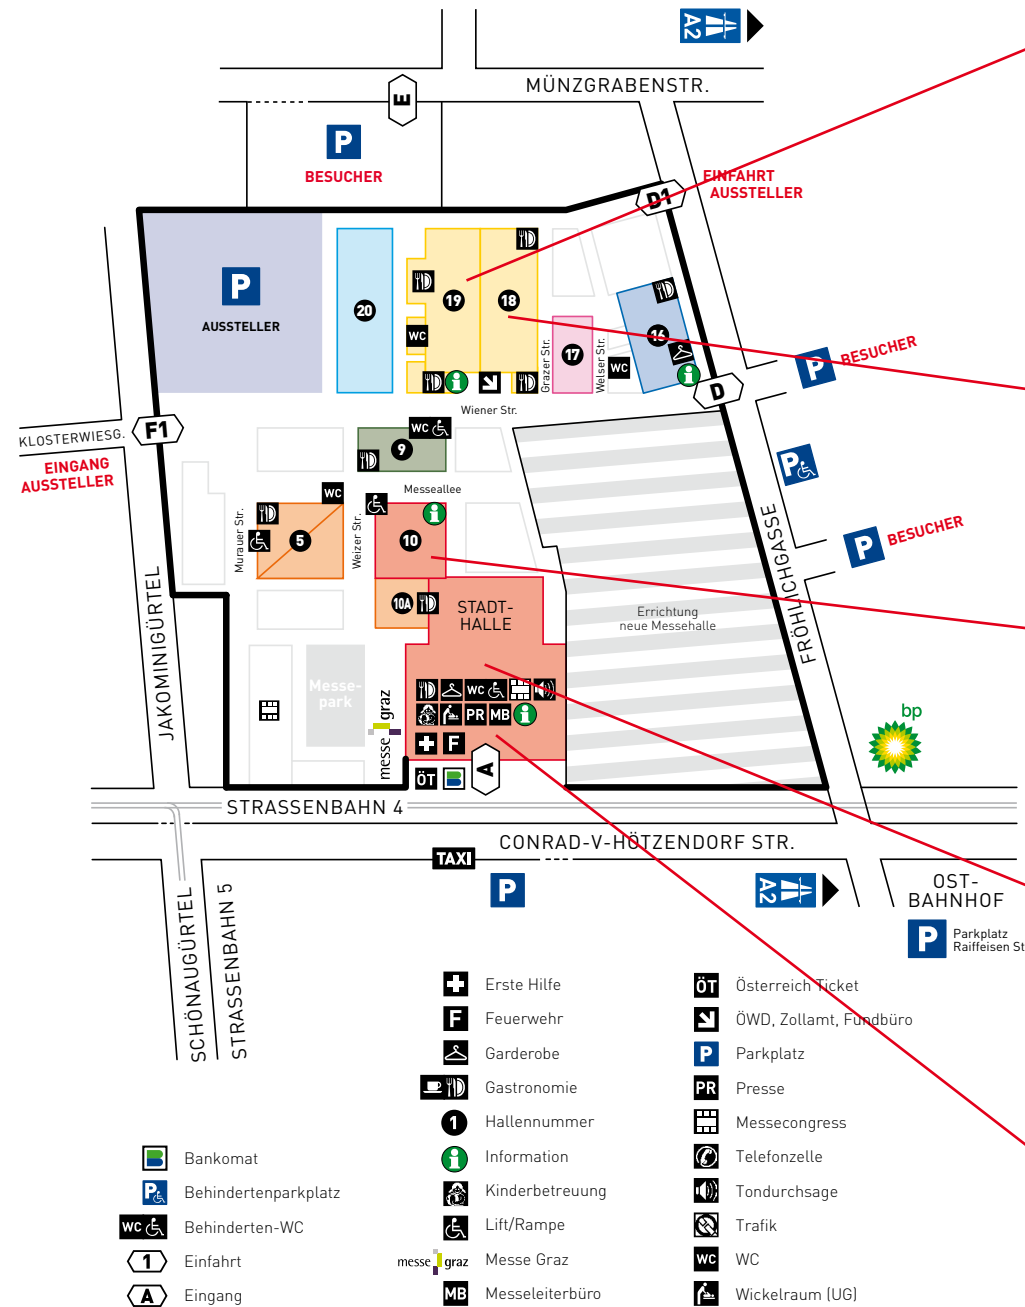 A2
MÜNZGRABENSTR.
E
P
BESUCHER
EINFAHRT
AUSSTELLER
D1
P
AUSSTELLER
20
19
18
17
16
WC
WC
Grazer Str.
Welser Str.
P
BESUCHER
D
Wiener Str.
KLOSTERWIESG.
F1
EINGANG
AUSSTELLER
WC
9
P
Messeallee
WC
Murauer Str.
5
Weizer Str.
10
P
BESUCHER
FRÖHLICHGASSE
JAKOMINIGÜRTEL
10A
STADT-
HALLE
Errichtung
neue Messehalle
Messe-
park
messe graz
WC
PR
MB
F
ÖT
A
bp
STRASSENBAHN 4
CONRAD-V-HÖTZENDORF STR.
TAXI
P
A2
OST-
BAHNHOF
P
Parkplatz
Raiffeisen St
SCHÖNAUGÜRTEL
STRASSENBAHN 5
Bankomat
P Behindertenparkplatz
WC Behinderten-WC
1 Einfahrt
A Eingang
Erste Hilfe
F Feuerwehr
Garderobe
Gastronomie
1 Hallennummer
Information
Kinderbetreuung
Lift/Rampe
messe graz Messe Graz
MB Messeleiterbüro
ÖT Österreich Ticket
ÖWD, Zollamt, Fundbüro
P Parkplatz
PR Presse
Messecongress
Telefonzelle
Tondurchsage
Trafik
WC WC
Wickelraum (UG)